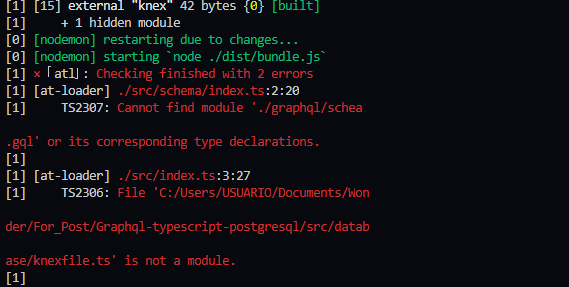 [1] [15] external "knex" 42 bytes {0} [built]
[1]     + 1 hidden module
[0] [nodemon] restarting due to changes...
[0] [nodemon] starting `node ./dist/bundle.js`
[1] × ｢atl｣: Checking finished with 2 errors
[1] [at-loader] ./src/schema/index.ts:2:20
[1]     TS2307: Cannot find module './graphql/schea
.gql' or its corresponding type declarations.
[1]
[1] [at-loader] ./src/index.ts:3:27
[1]     TS2306: File 'C:/Users/USUARIO/Documents/Won
der/For_Post/Graphql-typescript-postgresql/src/datab
ase/knexfile.ts' is not a module.
[1]